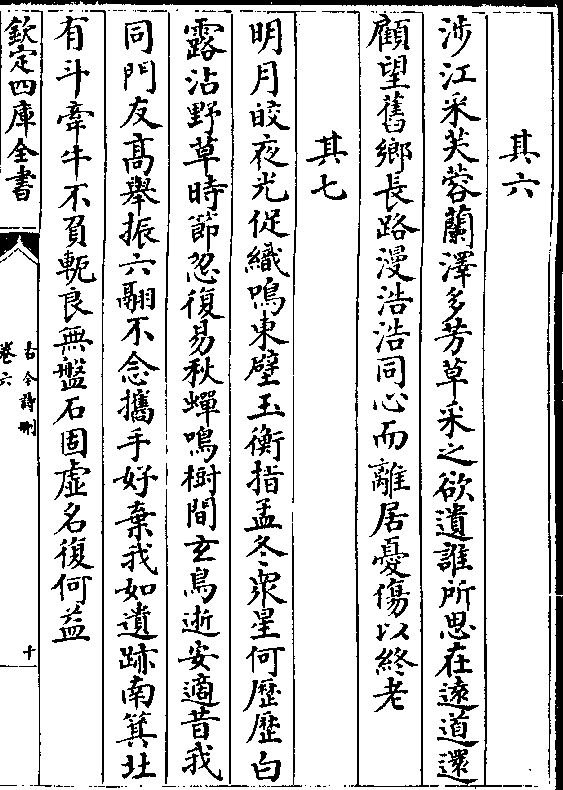 其六
涉江采芙蓉蘭澤多芳草采之欲遺誰所思在遠道還
顧望舊鄉長路漫浩浩同心而離居憂傷以終老
其七
明月皎夜光促織鳴東壁玉衡指孟冬衆星何歷歷白
露沾野草時節忽復易秋蟬鳴樹間玄鳥逝安適昔我
同門友高舉振六翮不念攜手好棄我如遺跡南箕北
有斗牽牛不負軛良無盤石固虛名復何益
欽定四庫全書
古今詩刪
卷六
十